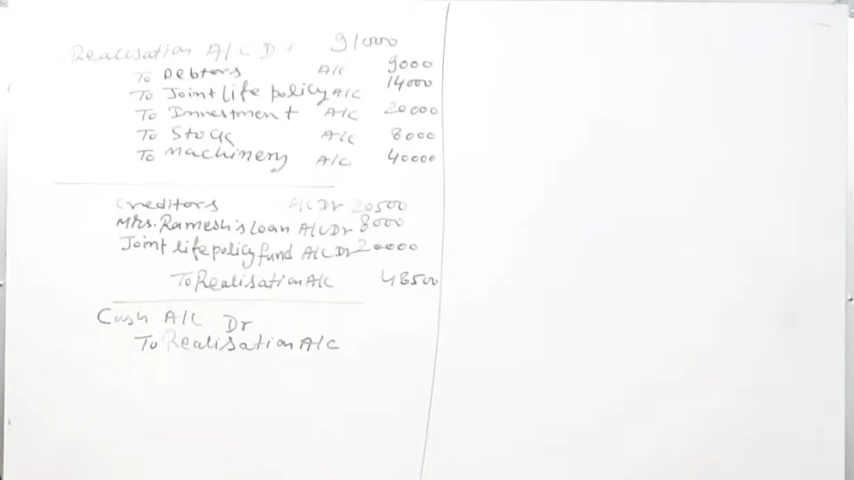 Realisation A/C Dr 91000
To Debtors A/c 9000
To Joint life policy A/c 14000
To Investment A/c 20000
To Stock A/c 8000
To Machinery A/c 40000
Creditors A/c Dr 20500
Mrs. Ramesh's loan A/C Dr 8000
Joint life policy fund A/C Dr 20000
To Realisation A/C 48500
Cash A/C Dr
To Realisation A/c